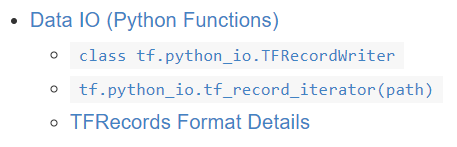 Data IO (Python Functions)
class tf.python_io.TFRecordWriter
tf.python_io.tf_record_iterator(path)
TFRecords Format Details